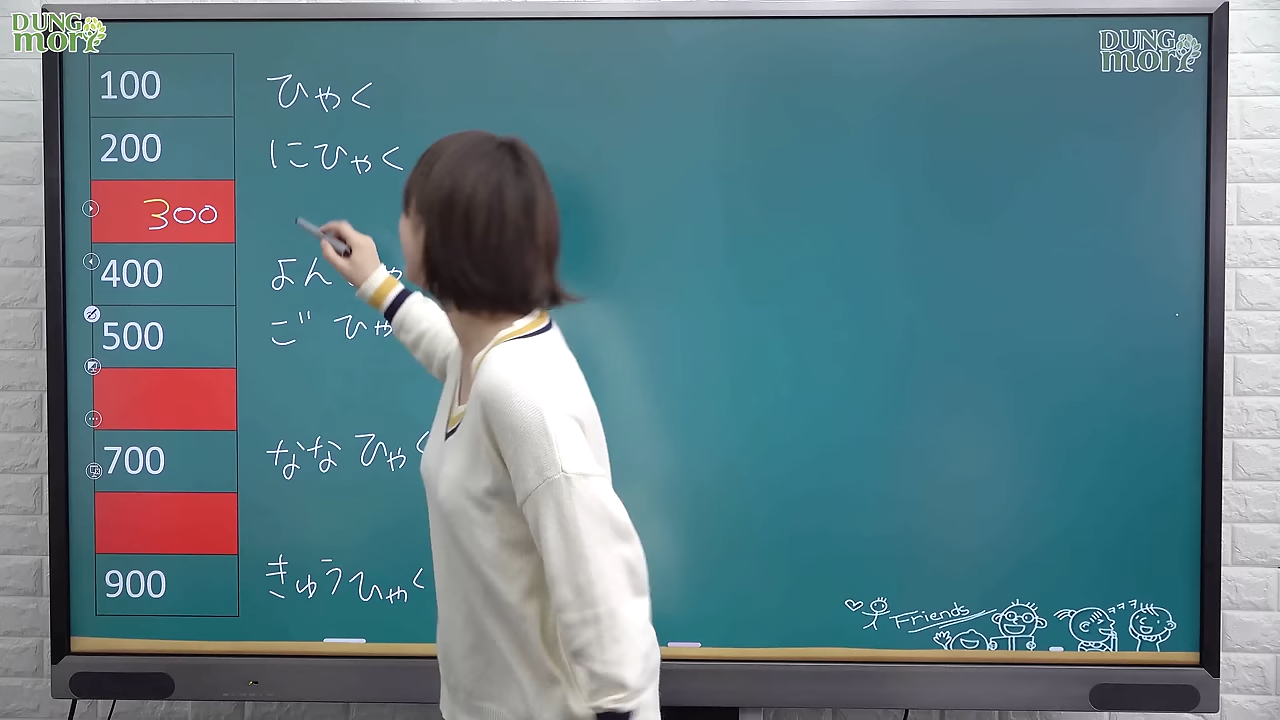 DUNG
mori
DUNG
mori
100 ひゃく
200 にひゃく
300
400 よん
500 ご ひゃ
700 ななひゃく
900 きゅうひゃく
Friends